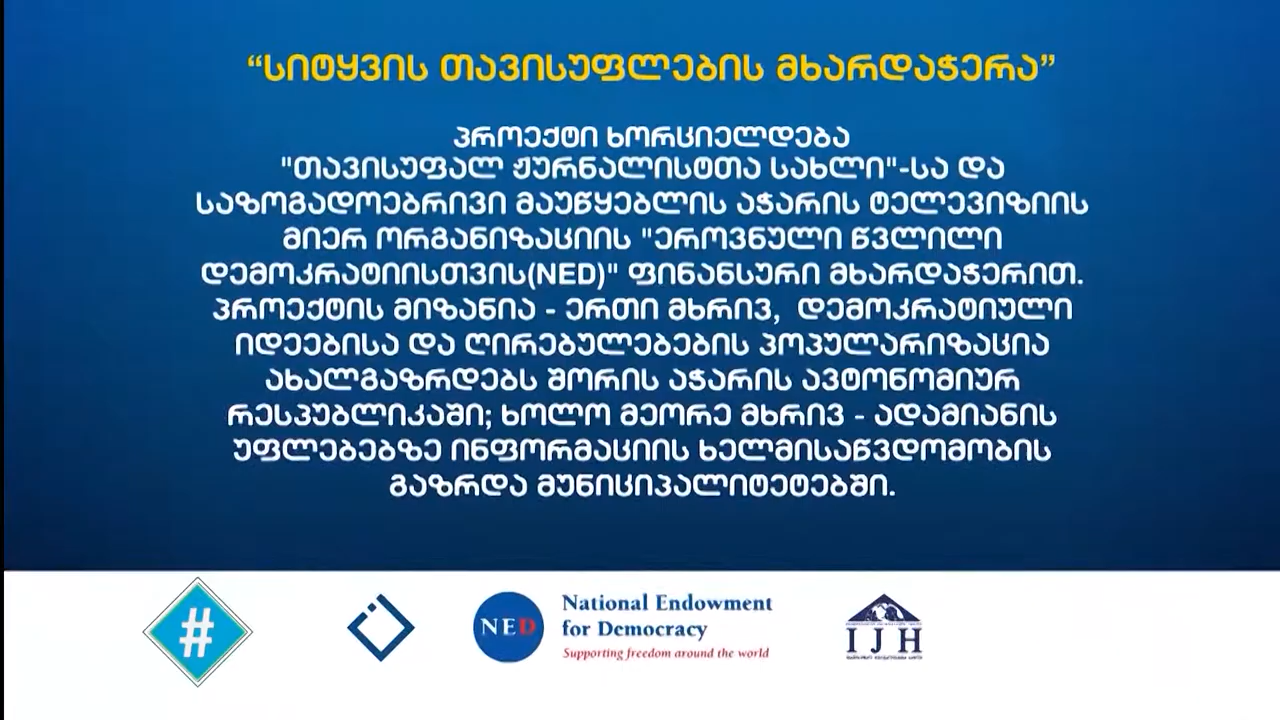 “სიტყვის თავისუფლების მხარდაჭერა”
პროექტი ხორციელდება
"თავისუფალ ჟურნალისტთა სახლი"-სა და
საზოგადოებრივი მაუწყებლის აჭარის ტელევიზიის
მიერ ორგანიზაციის "ეროვნული წვლილი
დემოკრატიისთვის(NED)" ფინანსური მხარდაჭერით.
პროექტის მიზანია - ერთი მხრივ, დემოკრატიული
იდეებისა და ღირებულებების პოპულარიზაცია
ახალგაზრდებს შორის აჭარის ავტონომიურ
რესპუბლიკაში; ხოლო მეორე მხრივ - ადამიანის
უფლებებზე ინფორმაციის ხელმისაწვდომობის
გაზრდა მუნიციპალიტეტებში.
#
NED
National Endowment
for Democracy
Supporting freedom around the world
IJH